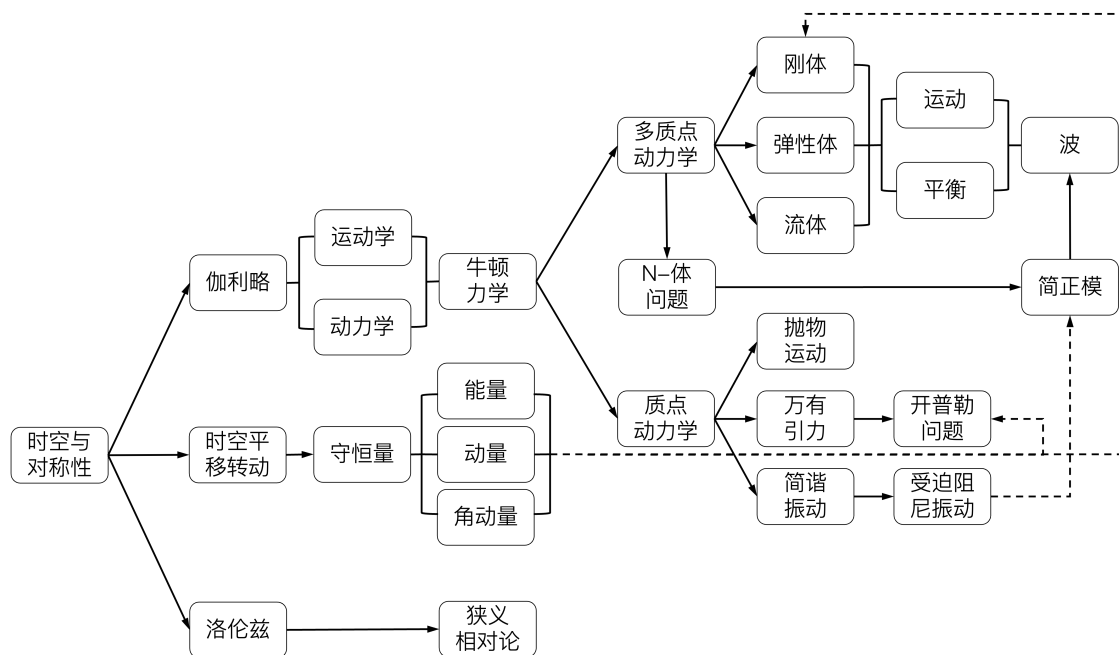 时空与
对称性
伽利略
时空平
移转动
洛伦兹
运动学
动力学
守恒量
牛顿
力学
能量
动量
角动量
狭义
相对论
多质点
动力学
N-体
问题
质点
动力学
刚体
弹性体
流体
抛物
运动
万有
引力
简谐
振动
运动
平衡
开普勒
问题
受迫阻
尼振动
波
简正模